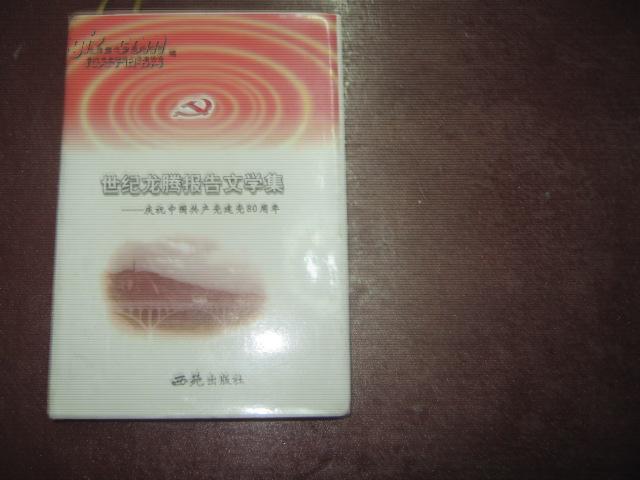 编
世纪龙腾报告文学集
——庆祝中国共产党建党80周年
西苑出版社